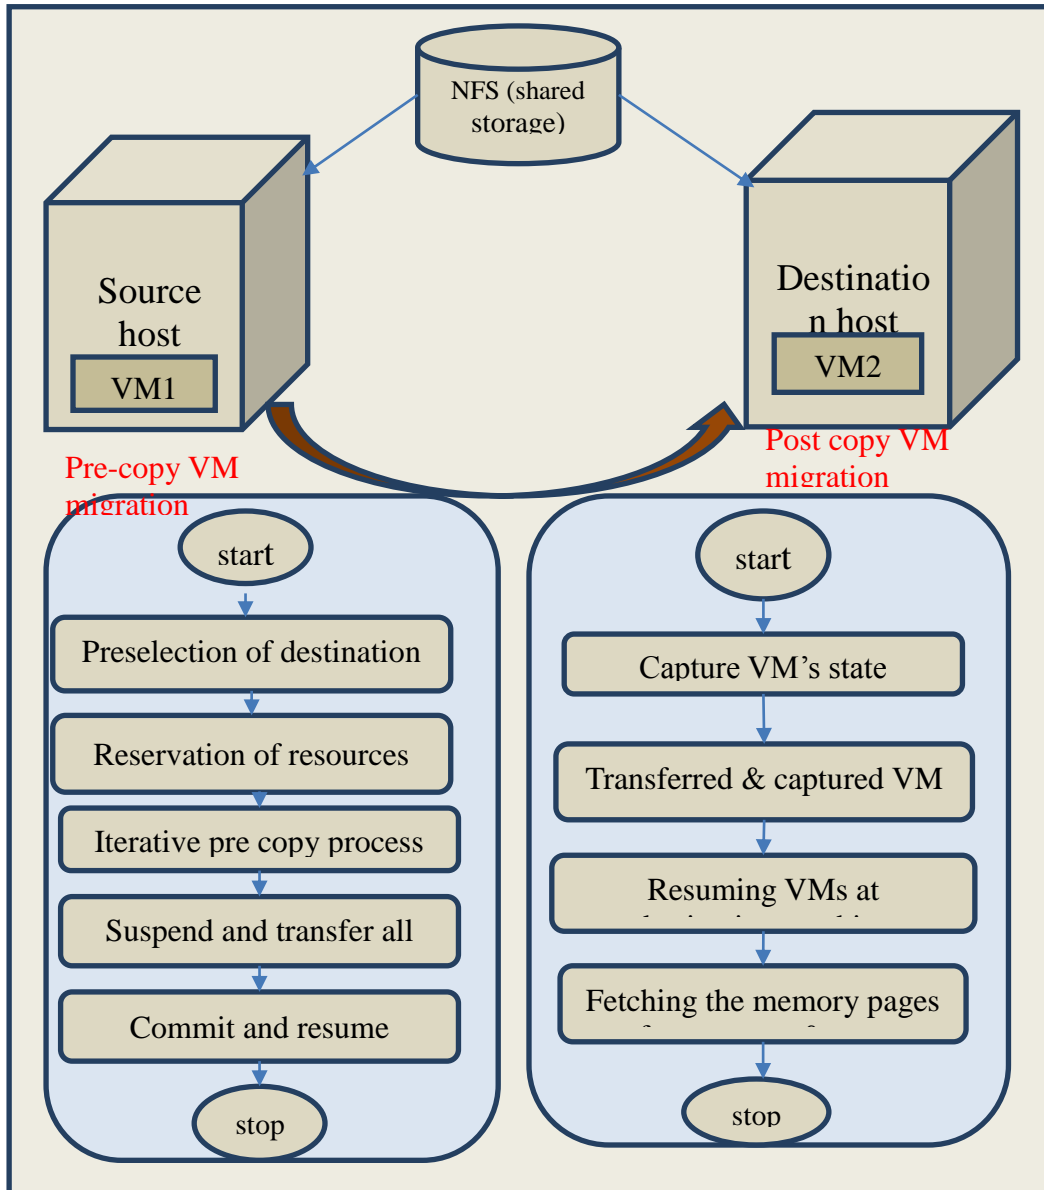 NFS (shared
storage)
Source
host
VM1
Destinatio
n host
VM2
Pre-copy VM
migration
Post copy VM
migration
start
Preselection of destination
Reservation of resources
Iterative pre copy process
Suspend and transfer all
Commit and resume
stop
start
Capture VM’s state
Transferred & captured VM
Resuming VMs at
Fetching the memory pages
stop